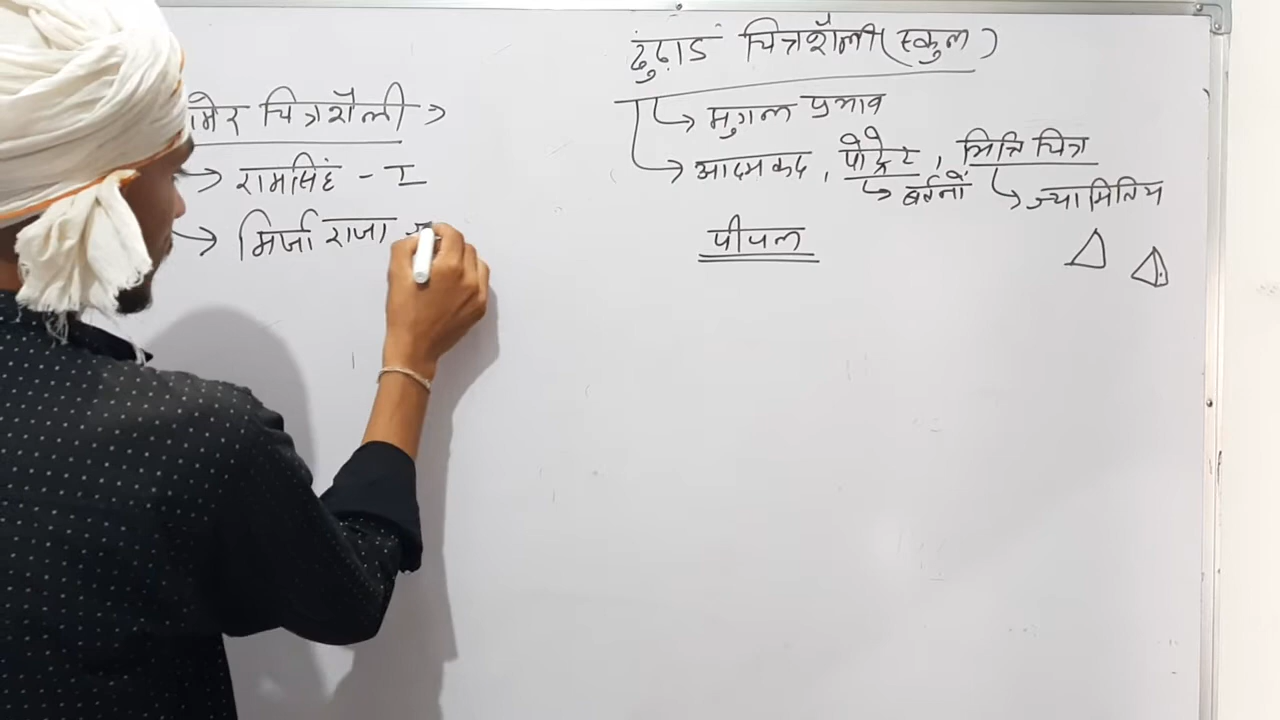 ढुंढ़ाड चित्रशैली (स्कुल)
मुगल प्रभाव
आदमकद, पोट्रेट, भित्ति चित्र
बर्तनों
ज्यामितिय
पीपल
मेर चित्रशैली
रामसिंह - I
मिर्जा राजा